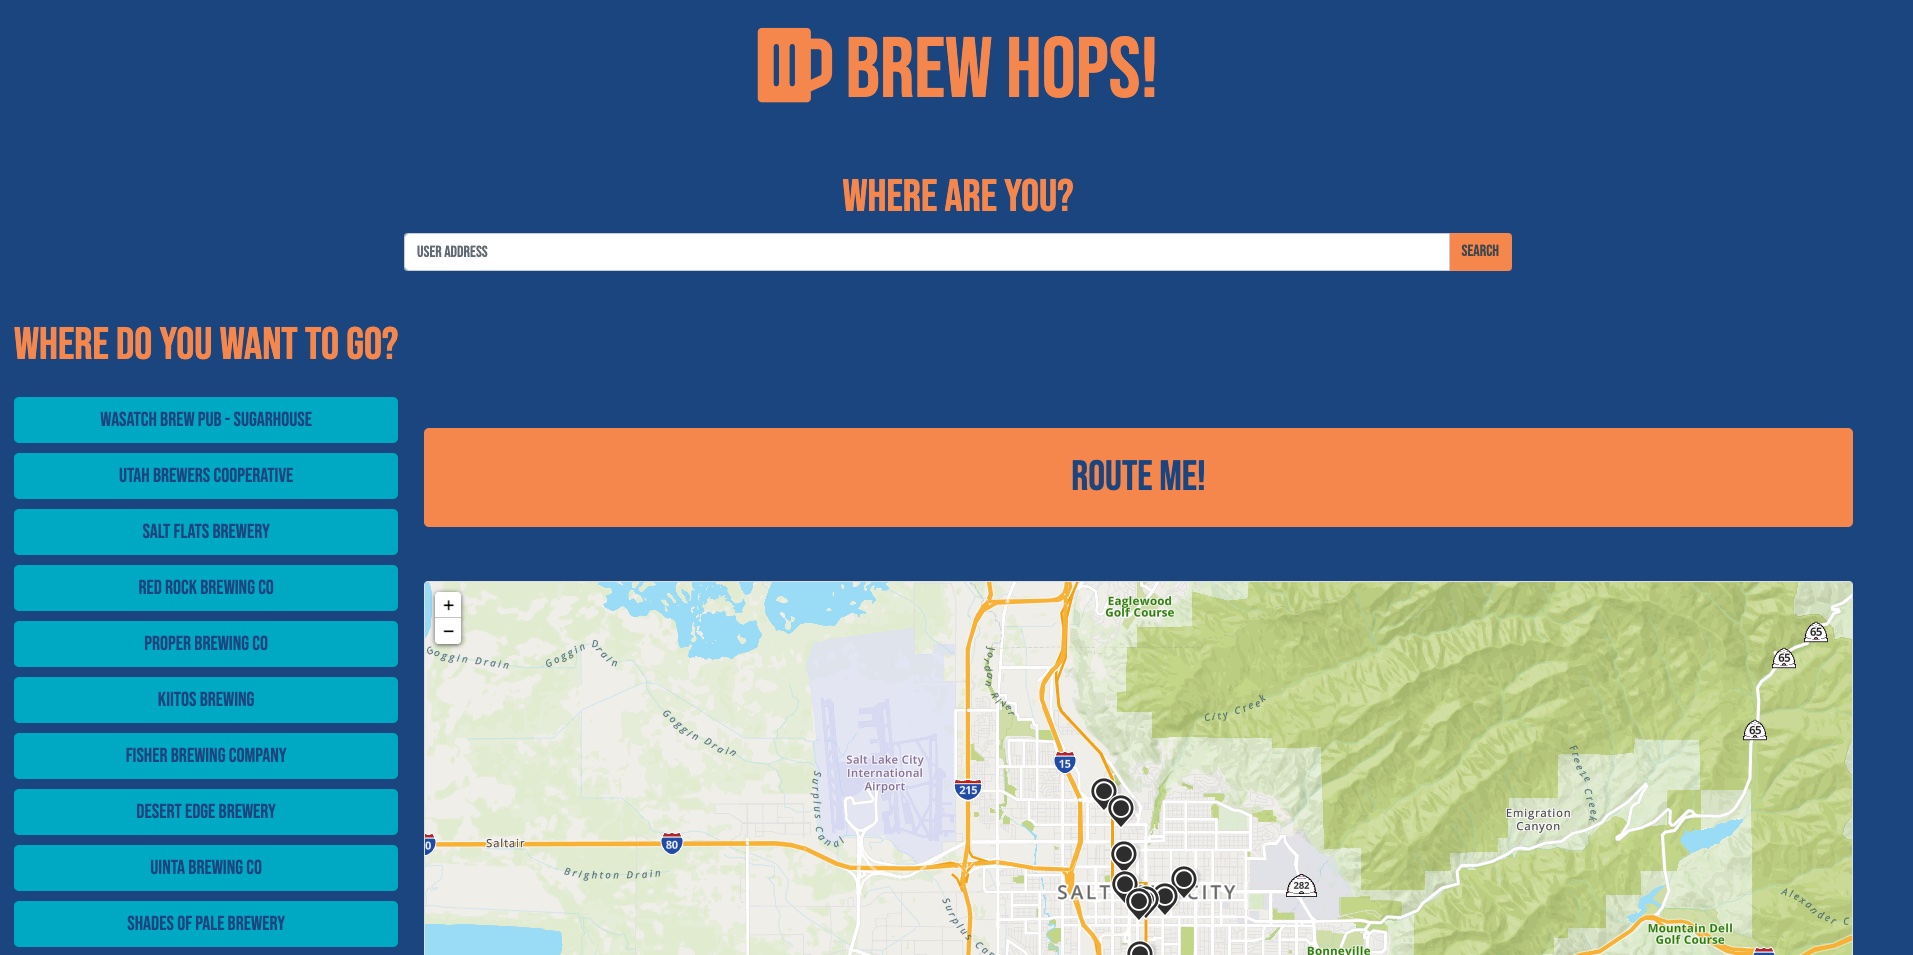 BREW HOPS!
WHERE ARE YOU?
USER ADDRESS
SEARCH
WHERE DO YOU WANT TO GO?
WASATCH BREW PUB - SUGARHOUSE
UTAH BREWERS COOPERATIVE
SALT FLATS BREWERY
RED ROCK BREWING CO
PROPER BREWING CO
KIITOS BREWING
FISHER BREWING COMPANY
DESERT EDGE BREWERY
UINTA BREWING CO
SHADES OF PALE BREWERY
ROUTE ME!
+
−
Eaglewood
Golf Course
65
65
Goggin Drain
Goggin Drain
Jordan River
City Creek
Goggin Drain
65
Freeze Creek
15
Salt Lake City
International
Airport
215
Surplus Canal
Emigration
Canyon
Saltair
80
0
Brighton Drain
282
SALT
CITY
Surplus Ca
Alexander C
Mountain Dell
Golf Course
Bonneville